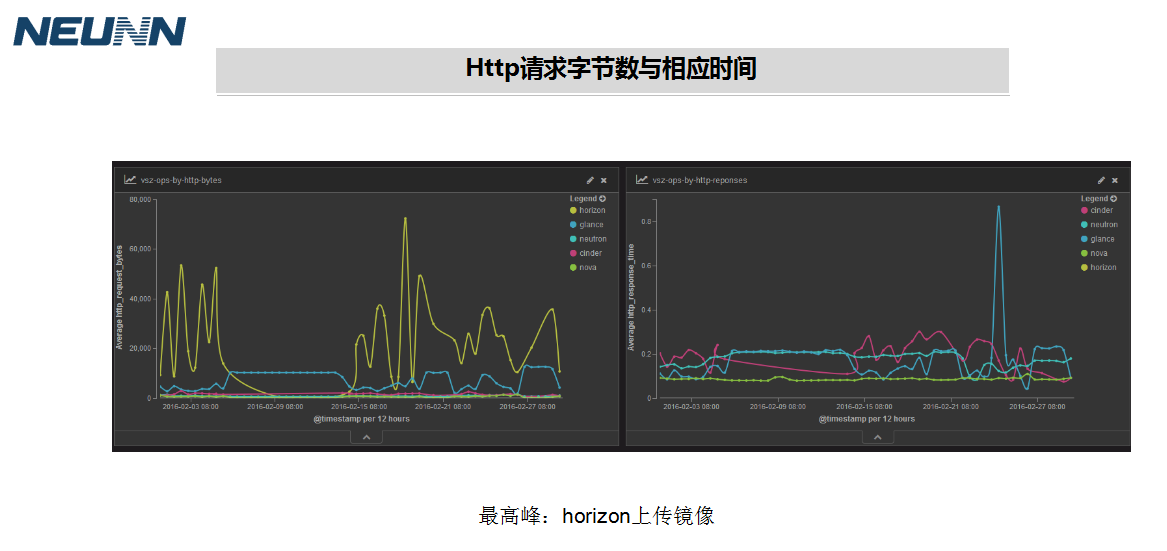 NEUNN
Http请求字节数与相应时间
vsz-ops-by-http-bytes
Legend
horizon
glance
neutron
cinder
nova
80,000
60,000
40,000
20,000
0
Average http_request_bytes
2016-02-03 08:00 2016-02-09 08:00 2016-02-15 08:00 2016-02-21 08:00 2016-02-27 08:00
@timestamp per 12 hours
vsz-ops-by-http-reponses
Legend
cinder
neutron
glance
nova
horizon
0.8
0.6
0.4
0.2
0
Average http_response_time
2016-02-03 08:00 2016-02-09 08:00 2016-02-15 08:00 2016-02-21 08:00 2016-02-27 08:00
@timestamp per 12 hours
最高峰：horizon上传镜像